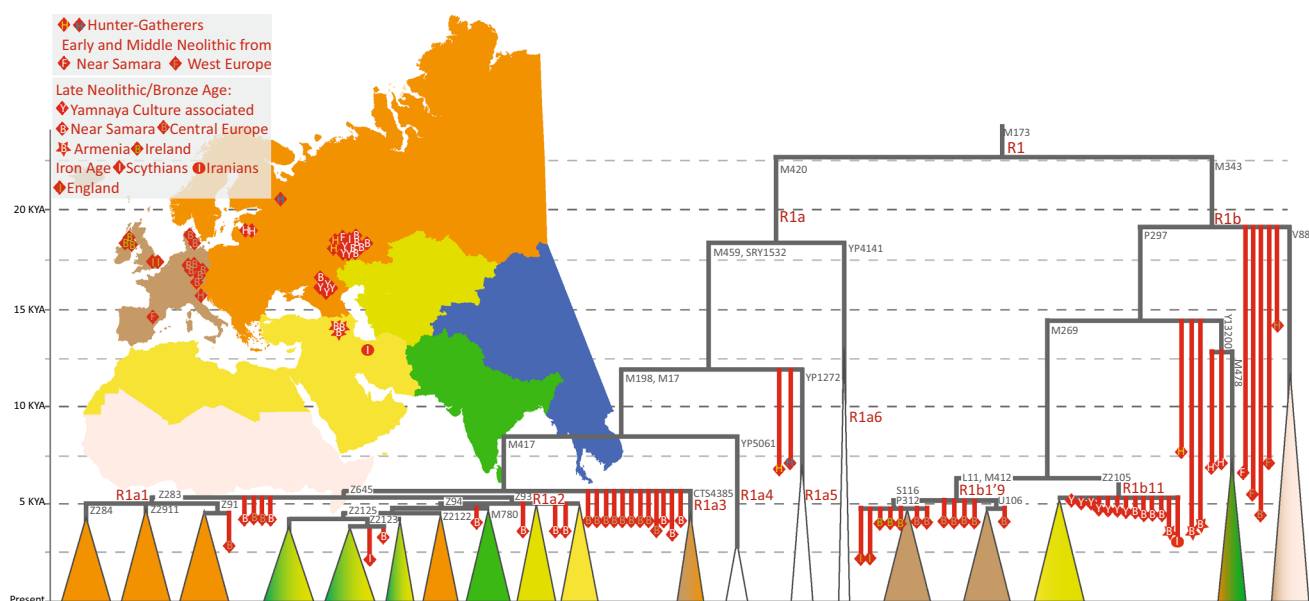 H H Hunter-Gatherers
Early and Middle Neolithic from
F Near Samara F West Europe
Late Neolithic/Bronze Age:
Y Yamnaya Culture associated
B Near Samara B Central Europe
B Armenia B Ireland
Iron Age I Scythians I Iranians
I England
M173
R1
M420
M343
20 KYA
R1a
R1b
P297
V88
M459, SRY1532
YP4141
15 KYA
M269
Y13200
M478
M198, M17
YP1272
10 KYA
R1a6
M417
YP5061
L11, M412
Z2105
5 KYA
R1a1
Z283
Z645
Z93
CTS4385
R1a4
R1a5
S116
R1b1'9
R1b11
Z284
Z2911
Z91
Z94
R1a2
R1a3
P312
U106
Z2125
Z2123
Z2122
M780
Present